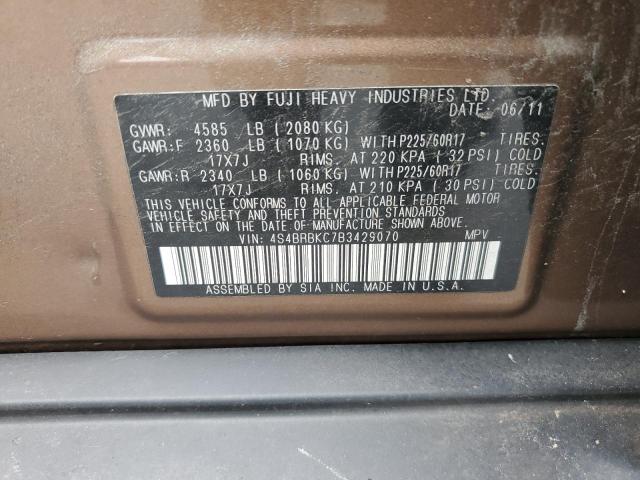 MFD BY FUJI HEAVY INDUSTRIES LTD
DATE: 06/11
GVWR: 4585 LB (2080 KG)
GAWR:F 2360 LB (1070 KG) WITH P225/60R17 TIRES.
17X7J RIMS. AT 220 KPA (32 PSI) COLD
GAWR:R 2340 LB (1060 KG) WITH P225/60R17 TIRES.
17X7J RIMS. AT 210 KPA (30 PSI) COLD
THIS VEHICLE CONFORMS TO ALL APPLICABLE FEDERAL MOTOR
VEHICLE SAFETY AND THEFT PREVENTION STANDARDS
IN EFFECT ON THE DATE OF MANUFACTURE SHOWN ABOVE.
VIN: 4S4BRBKC7B3429070 MPV
ASSEMBLED BY SIA INC. MADE IN U.S.A.